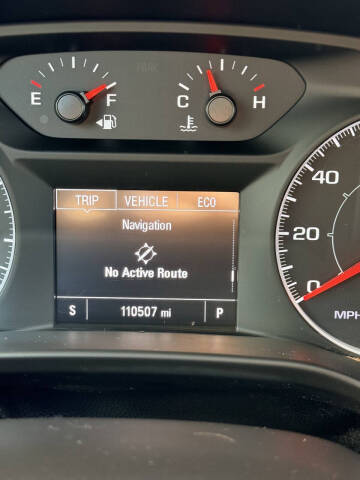 E F
C H
TRIP VEHICLE ECO
Navigation
No Active Route
S 110507 mi P
40
20
0
MPH